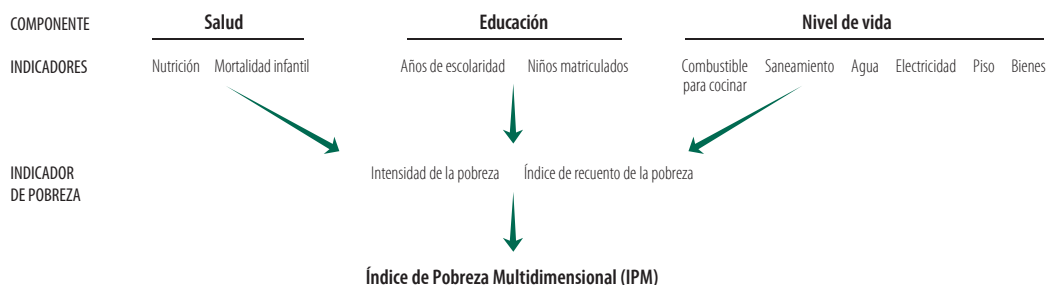 COMPONENTE Salud Educación Nivel de vida
INDICADORES Nutrición Mortalidad infantil Años de escolaridad Niños matriculados Combustible Saneamiento Agua Electricidad Piso Bienes
para cocinar
INDICADOR Intensidad de la pobreza Índice de recuento de la pobreza
DE POBREZA
Índice de Pobreza Multidimensional (IPM)